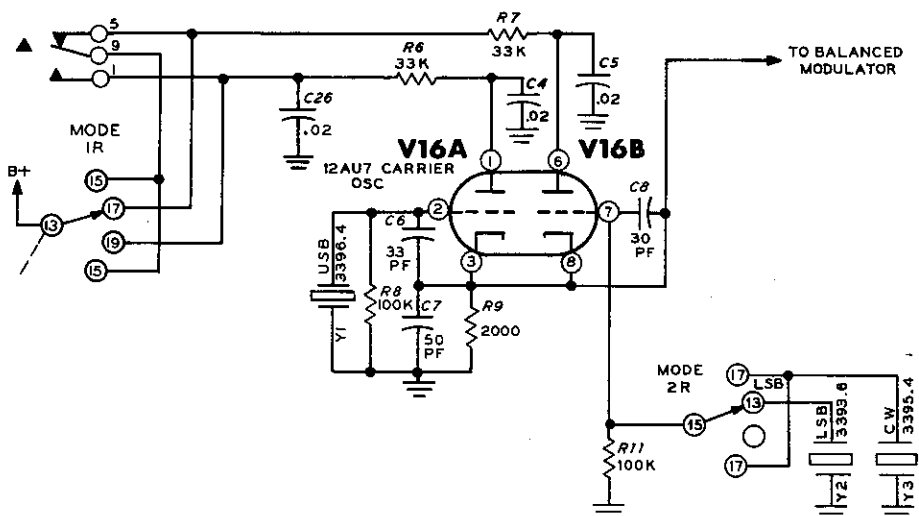 5
9
1
R7
33K
R6
33K
C5
.02
C4
.02
C26
.02
TO BALANCED
MODULATOR
MODE
1R
B+
15
17
13
19
15
V16A
V16B
12AU7 CARRIER
OSC
1
6
2
7
3
8
C8
30
PF
C6
33
PF
USB
3396.4
Y1
R8
100K
C7
50
PF
R9
2000
MODE
2R
17
LSB
13
15
17
R11
100K
LSB
3393.6
Y2
CW
3395.4
Y3